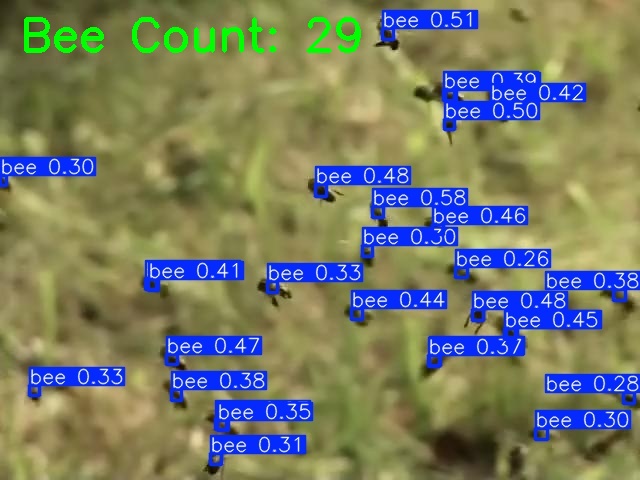 Bee Count: 29
bee 0.51
bee 0.39
bee 0.42
bee 0.50
bee 0.30
bee 0.48
bee 0.58
bee 0.46
bee 0.30
bee 0.26
bee 0.41
bee 0.33
bee 0.38
bee 0.44
bee 0.48
bee 0.45
bee 0.47
bee 0.37
bee 0.33
bee 0.38
bee 0.28
bee 0.35
bee 0.30
bee 0.31